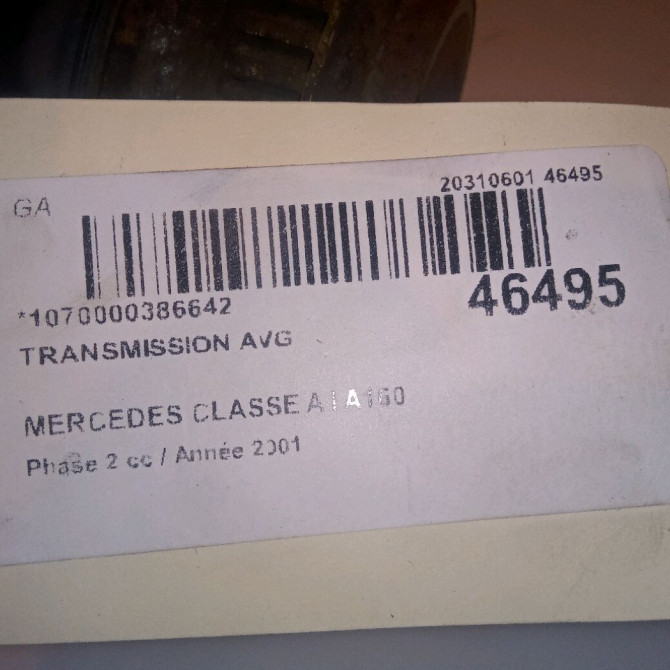 GA
20310601 46495
46495
*1070000386642
TRANSMISSION AVG
MERCEDES CLASSE A I A160
Phase 2 cc / Année 2001